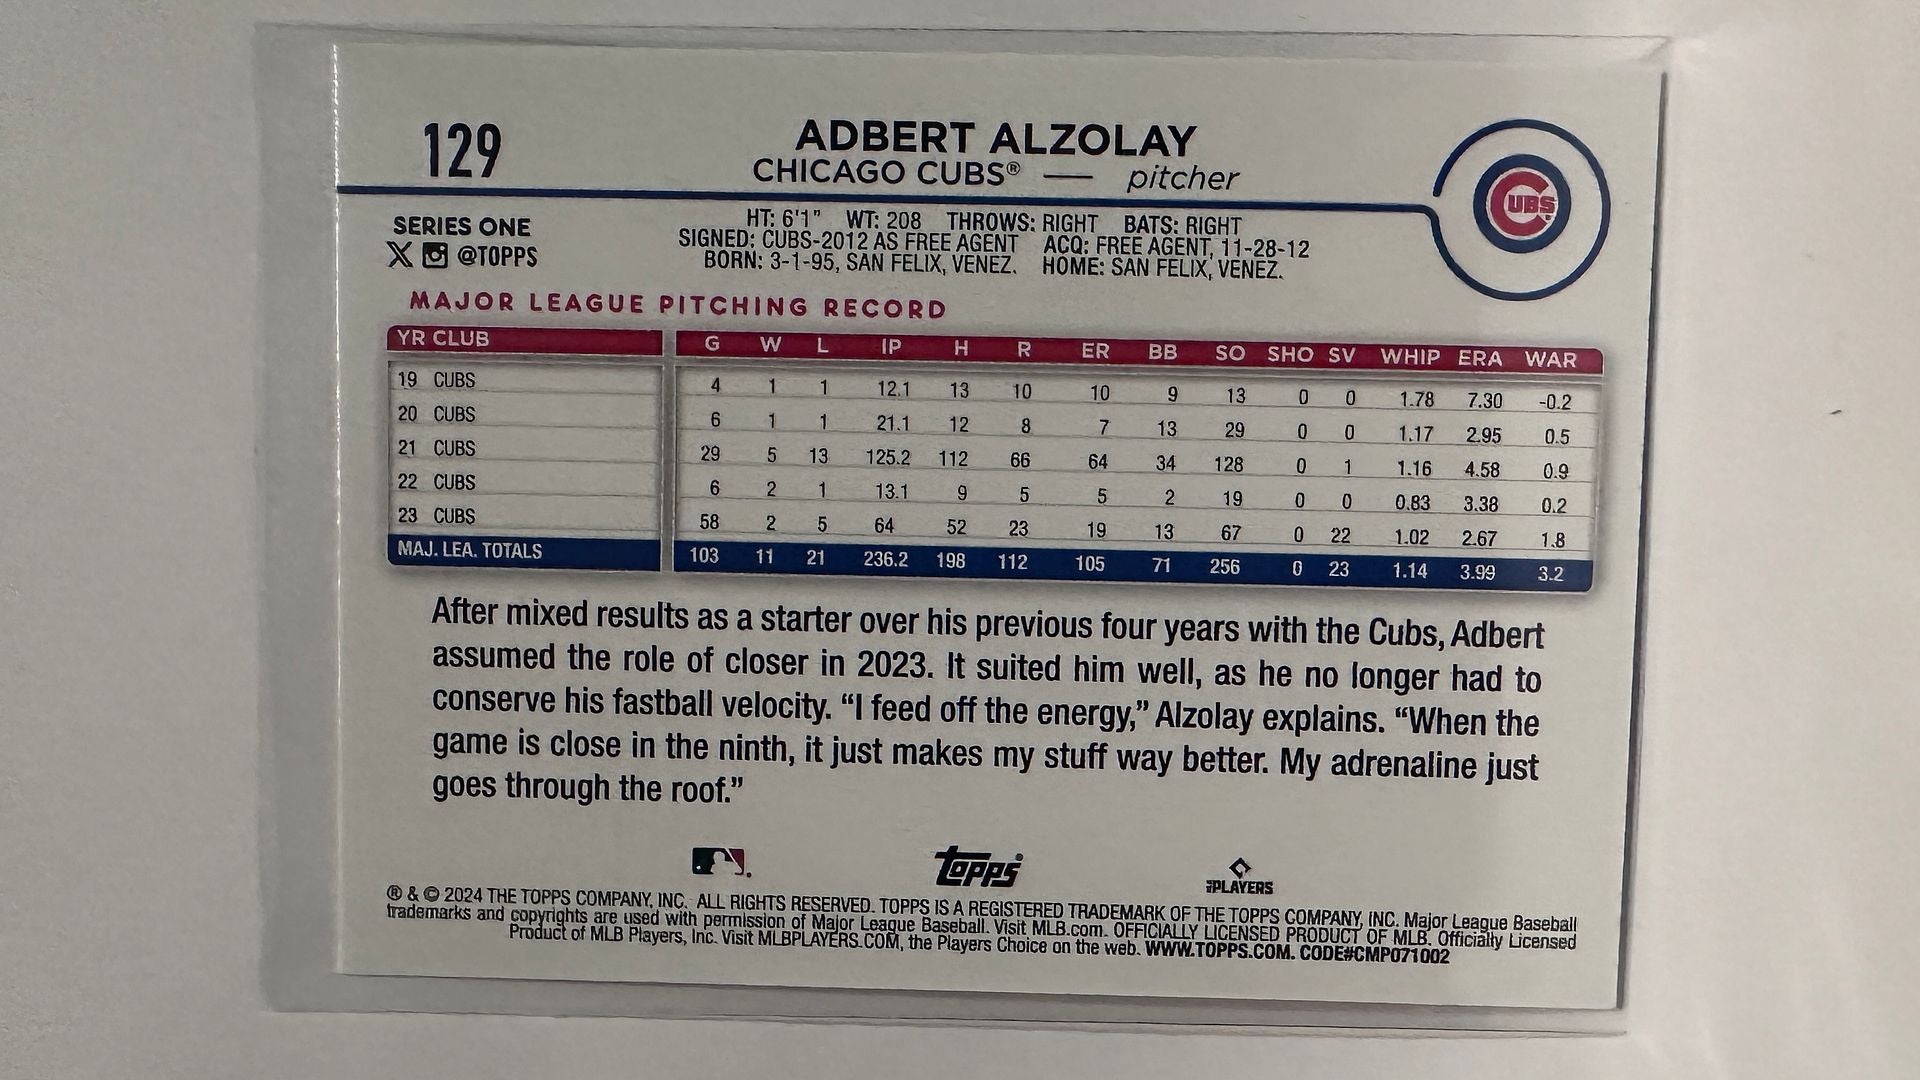 129
ADBERT ALZOLAY
CHICAGO CUBS® — pitcher
CUBS
SERIES ONE
@TOPPS
HT: 6'1" WT: 208 THROWS: RIGHT BATS: RIGHT
SIGNED: CUBS-2012 AS FREE AGENT ACQ: FREE AGENT, 11-28-12
BORN: 3-1-95, SAN FELIX, VENEZ. HOME: SAN FELIX, VENEZ.
MAJOR LEAGUE PITCHING RECORD
YR CLUB G W L IP H R ER BB SO SHO SV WHIP ERA WAR
19 CUBS 4 1 1 12.1 13 10 10 9 13 0 0 1.78 7.30 -0.2
20 CUBS 6 1 1 21.1 12 8 7 13 29 0 0 1.17 2.95 0.5
21 CUBS 29 5 13 125.2 112 66 64 34 128 0 1 1.16 4.58 0.9
22 CUBS 6 2 1 13.1 9 5 5 2 19 0 0 0.83 3.38 0.2
23 CUBS 58 2 5 64 52 23 19 13 67 0 22 1.02 2.67 1.8
MAJ. LEA. TOTALS 103 11 21 236.2 198 112 105 71 256 0 23 1.14 3.99 3.2
After mixed results as a starter over his previous four years with the Cubs, Adbert
assumed the role of closer in 2023. It suited him well, as he no longer had to
conserve his fastball velocity. “I feed off the energy,” Alzolay explains. “When the
game is close in the ninth, it just makes my stuff way better. My adrenaline just
goes through the roof.”
Topps
PLAYERS
® & © 2024 THE TOPPS COMPANY, INC. ALL RIGHTS RESERVED. TOPPS IS A REGISTERED TRADEMARK OF THE TOPPS COMPANY, INC. Major League Baseball
trademarks and copyrights are used with permission of Major League Baseball. Visit MLB.com. OFFICIALLY LICENSED PRODUCT OF MLB. Officially Licensed
Product of MLB Players, Inc. Visit MLBPLAYERS.COM, the Players Choice on the web. WWW.TOPPS.COM. CODE#CMP071002